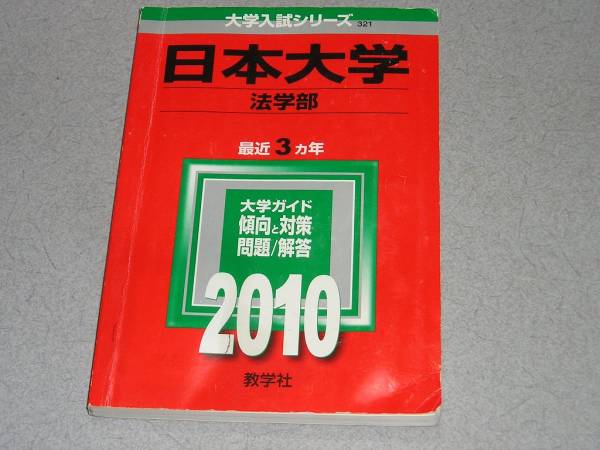 大学入試シリーズ 321
日本大学
法学部
最近 3 ヵ年
大学ガイド
傾向と対策
問題/解答
2010
教学社